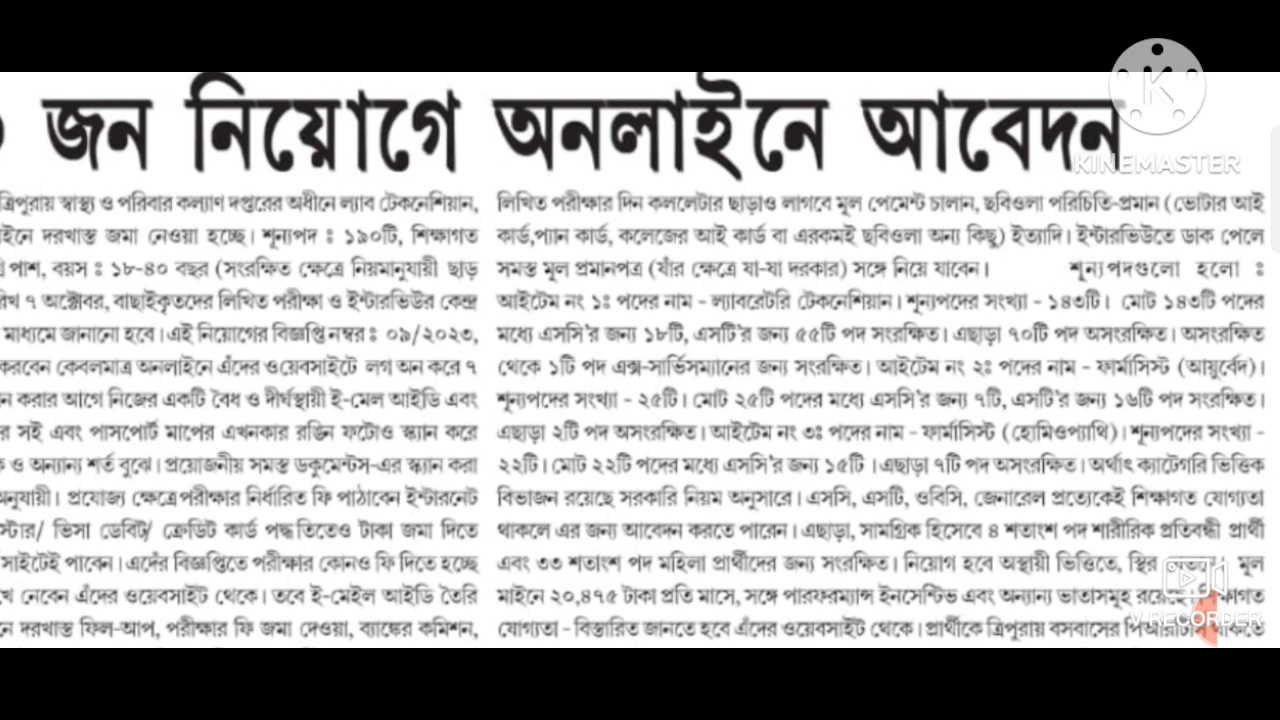 জন নিয়োগে অনলাইনে আবেদন
ত্রিপুরায় স্বাস্থ্য ও পরিবার কল্যাণ দপ্তরের অধীনে ল্যাব টেকনেশিয়ান,
ইনে দরখাস্ত জমা নেওয়া হচ্ছে। শূন্যপদ ঃ ১৯০টি, শিক্ষাগত
পাশ, বয়স ঃ ১৮-৪০ বছর (সংরক্ষিত ক্ষেত্রে নিয়মানুযায়ী ছাড়
রিখ ৭ অক্টোবর, বাছাইকৃতদের লিখিত পরীক্ষা ও ইন্টারভিউর কেন্দ্র
মাধ্যমে জানানো হবে। এই নিয়োগের বিজ্ঞপ্তি নম্বর ঃ ০৯/২০২৩,
করবেন কেবলমাত্র অনলাইনে এঁদের ওয়েবসাইটে লগ অন করে ৭
ন করার আগে নিজের একটি বৈধ ও দীর্ঘস্থায়ী ই-মেল আইডি এবং
র সই এবং পাসপোর্ট মাপের এখনকার রঙিন ফটোও স্ক্যান করে
ও অন্যান্য শর্ত বুঝে। প্রয়োজনীয় সমস্ত ডকুমেন্টস-এর স্ক্যান করা
অনুযায়ী। প্রযোজ্য ক্ষেত্রে পরীক্ষার নির্ধারিত ফি পাঠাবেন ইন্টারনেট
স্টার/ ভিসা ডেবিট/ ক্রেডিট কার্ড পদ্ধতিতেও টাকা জমা দিতে
সাইটেই পাবেন। এদেঁর বিজ্ঞপ্তিতে পরীক্ষার কোনও ফি দিতে হচ্ছে
খে নেবেন এঁদের ওয়েবসাইট থেকে। তবে ই-মেইল আইডি তৈরি
নে দরখাস্ত ফিল-আপ, পরীক্ষার ফি জমা দেওয়া, ব্যাঙ্কের কমিশন,
লিখিত পরীক্ষার দিন কললেটার ছাড়াও লাগবে মূল পেমেন্ট চালান, ছবিওলা পরিচিতি-প্রমান (ভোটার আই
কার্ড,প্যান কার্ড, কলেজের আই কার্ড বা এরকমই ছবিওলা অন্য কিছু) ইত্যাদি। ইন্টারভিউতে ডাক পেলে
সমস্ত মূল প্রমানপত্র (যাঁর ক্ষেত্রে যা-যা দরকার) সঙ্গে নিয়ে যাবেন। শূন্যপদগুলো হলো ঃ
আইটেম নং ১ঃ পদের নাম - ল্যাবরেটরি টেকনেশিয়ান। শূন্যপদের সংখ্যা - ১৪৩টি। মোট ১৪৩টি পদের
মধ্যে এসসি'র জন্য ১৮টি, এসটি'র জন্য ৫৫টি পদ সংরক্ষিত। এছাড়া ৭০টি পদ অসংরক্ষিত। অসংরক্ষিত
থেকে ১টি পদ এক্স-সার্ভিসম্যানের জন্য সংরক্ষিত। আইটেম নং ২ঃ পদের নাম - ফার্মাসিস্ট (আয়ুর্বেদ)।
শূন্যপদের সংখ্যা - ২৫টি। মোট ২৫টি পদের মধ্যে এসসি'র জন্য ৭টি, এসটি'র জন্য ১৬টি পদ সংরক্ষিত।
এছাড়া ২টি পদ অসংরক্ষিত। আইটেম নং ৩ঃ পদের নাম - ফার্মাসিস্ট (হোমিওপ্যাথি)। শূন্যপদের সংখ্যা -
২২টি। মোট ২২টি পদের মধ্যে এসসি'র জন্য ১৫টি । এছাড়া ৭টি পদ অসংরক্ষিত। অর্থাৎ ক্যাটেগরি ভিত্তিক
বিভাজন রয়েছে সরকারি নিয়ম অনুসারে। এসসি, এসটি, ওবিসি, জেনারেল প্রত্যেকেই শিক্ষাগত যোগ্যতা
থাকলে এর জন্য আবেদন করতে পারেন। এছাড়া, সামগ্রিক হিসেবে ৪ শতাংশ পদ শারীরিক প্রতিবন্ধী প্রার্থী
এবং ৩৩ শতাংশ পদ মহিলা প্রার্থীদের জন্য সংরক্ষিত। নিয়োগ হবে অস্থায়ী ভিত্তিতে, স্থির মূল
মাইনে ২০,৪৭৫ টাকা প্রতি মাসে, সঙ্গে পারফরম্যান্স ইনসেন্টিভ এবং অন্যান্য ভাতাসমূহ
যোগ্যতা - বিস্তারিত জানতে হবে এঁদের ওয়েবসাইট থেকে। প্রার্থীকে ত্রিপুরায় বসবাসের
KINEMASTER
V RECORDER